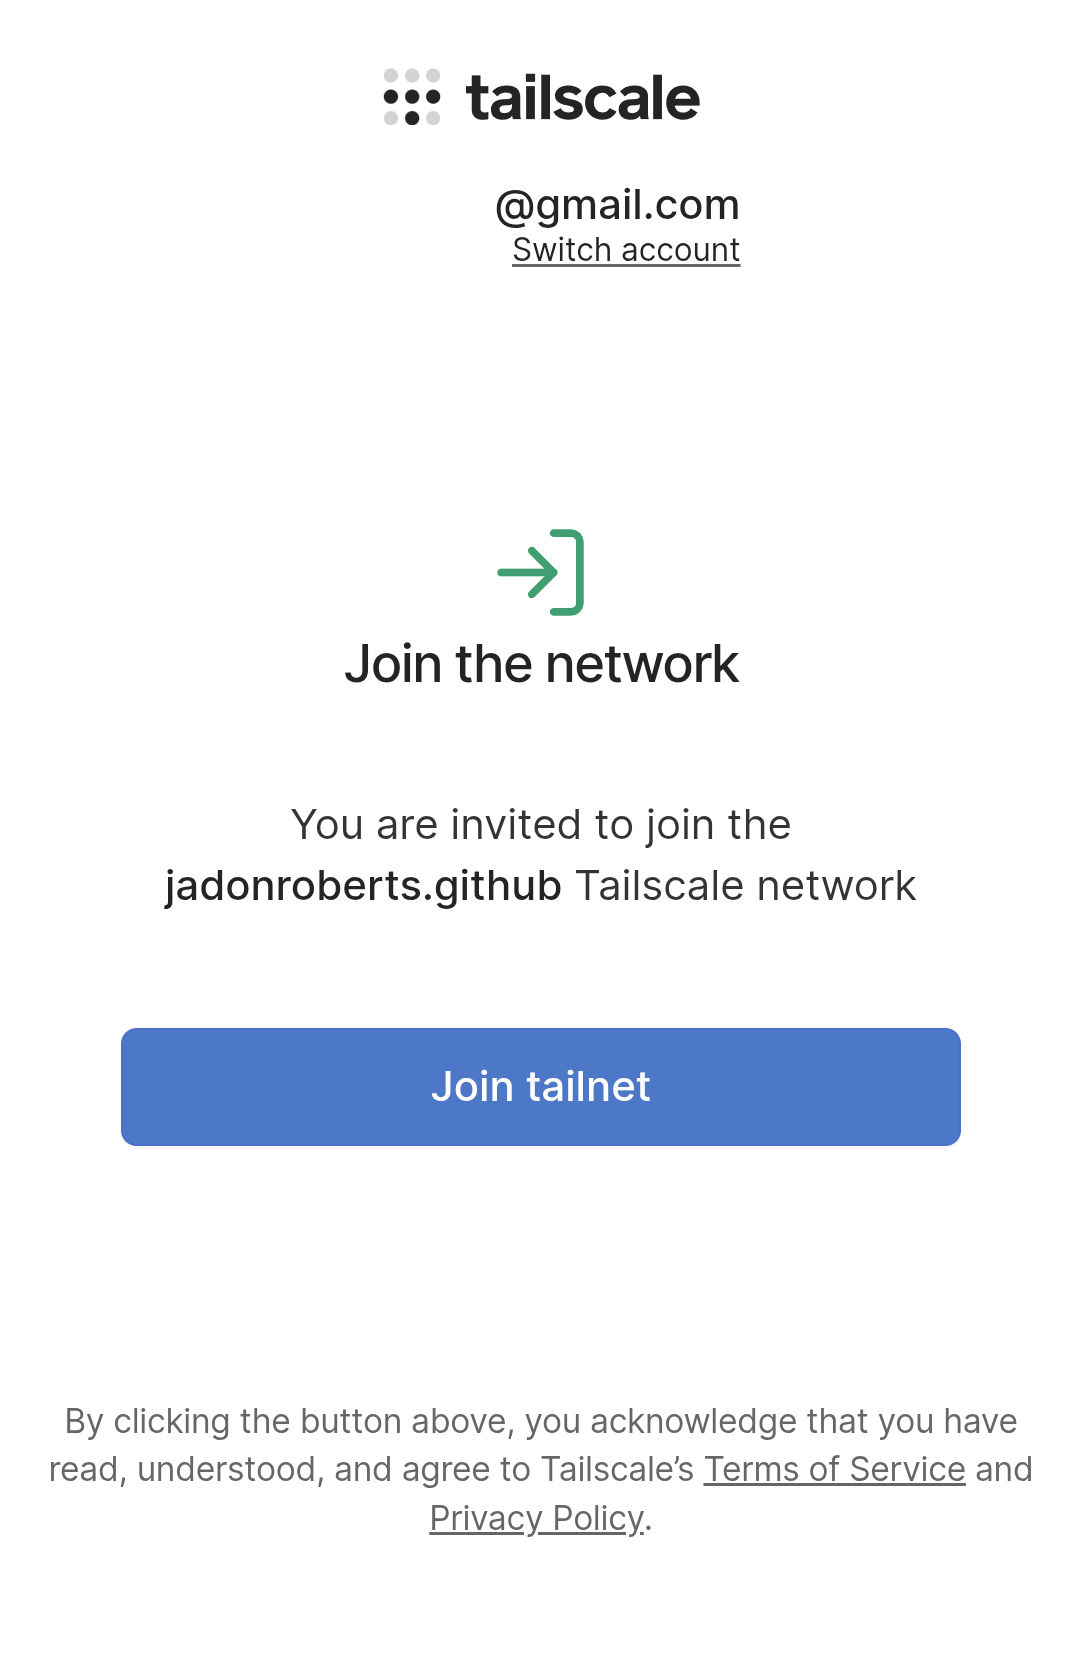 tailscale
@gmail.com
Switch account
Join the network
You are invited to join the
jadonroberts.github Tailscale network
Join tailnet
By clicking the button above, you acknowledge that you have
read, understood, and agree to Tailscale’s Terms of Service and
Privacy Policy.